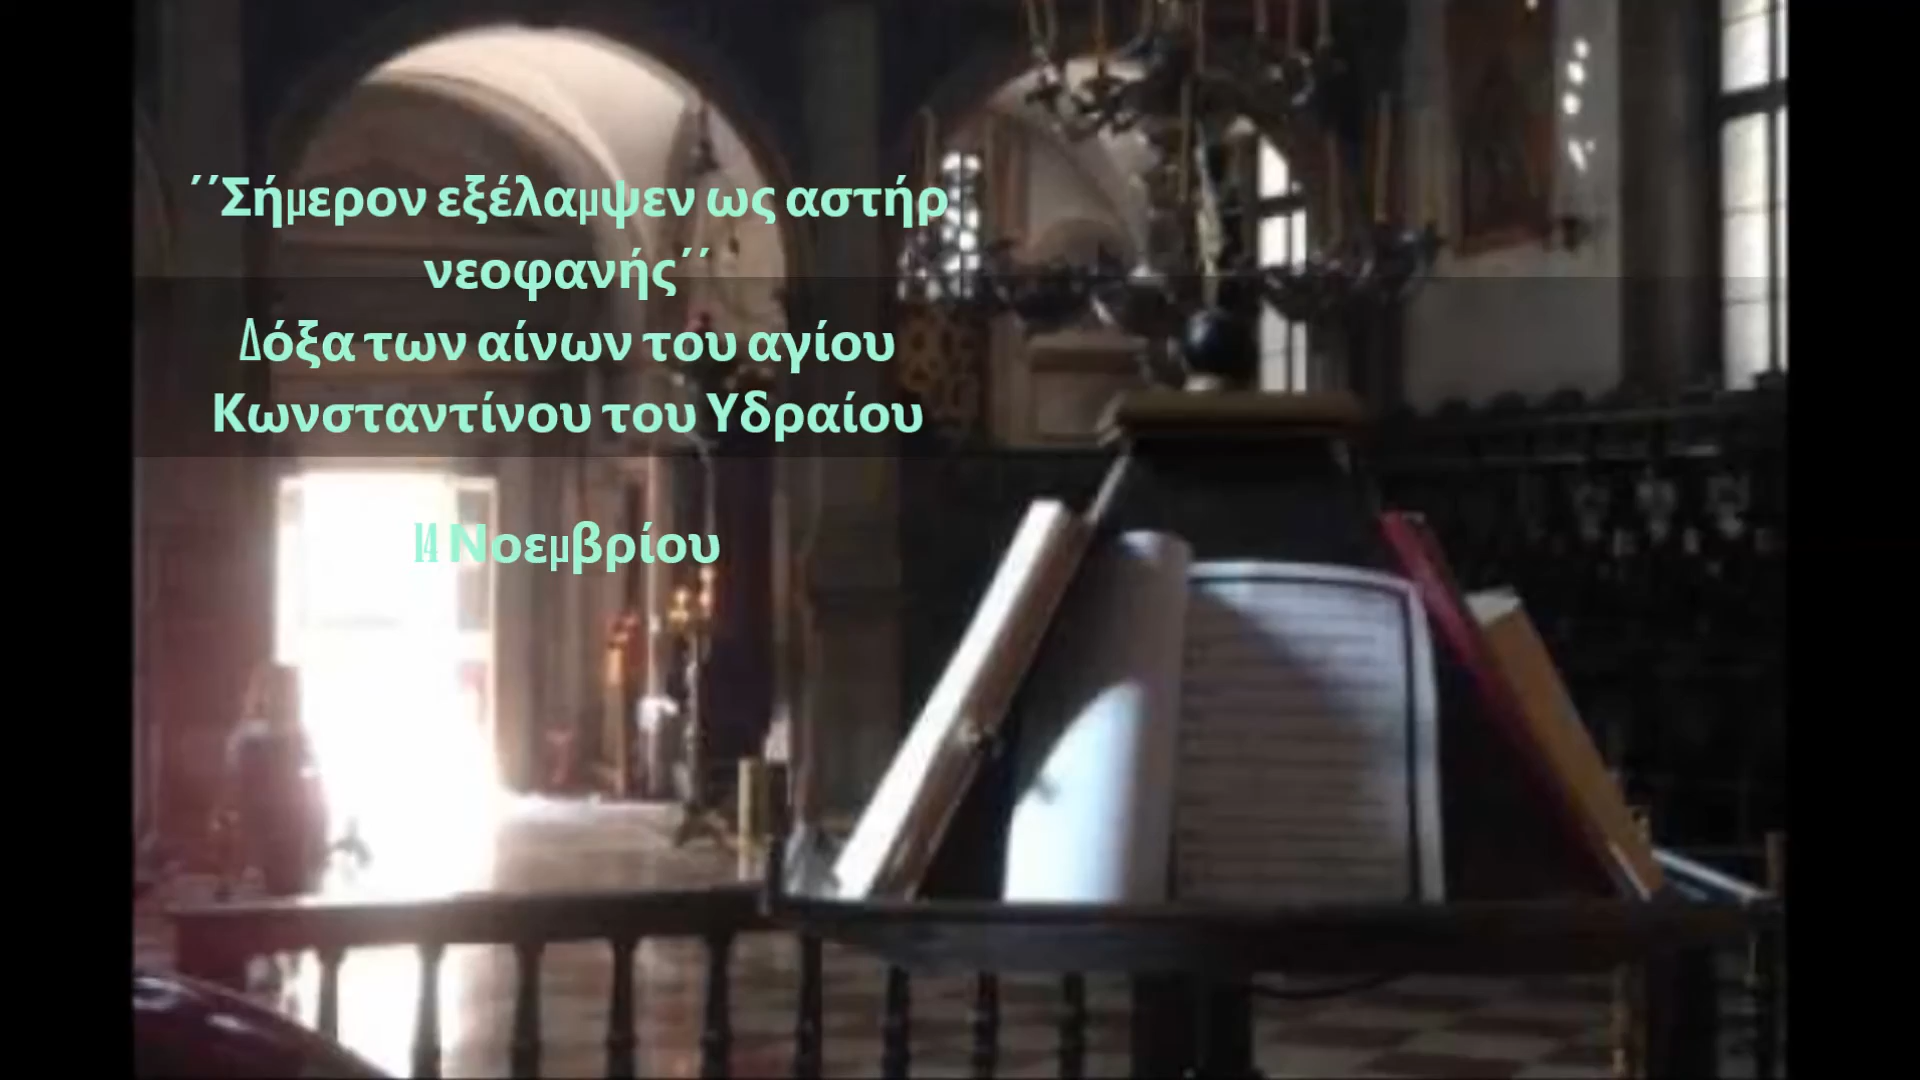 ΄΄Σήμερον εξέλαμψεν ως αστήρ
νεοφανής΄΄
Δόξα των αίνων του αγίου
Κωνσταντίνου του Υδραίου
14 Νοεμβρίου